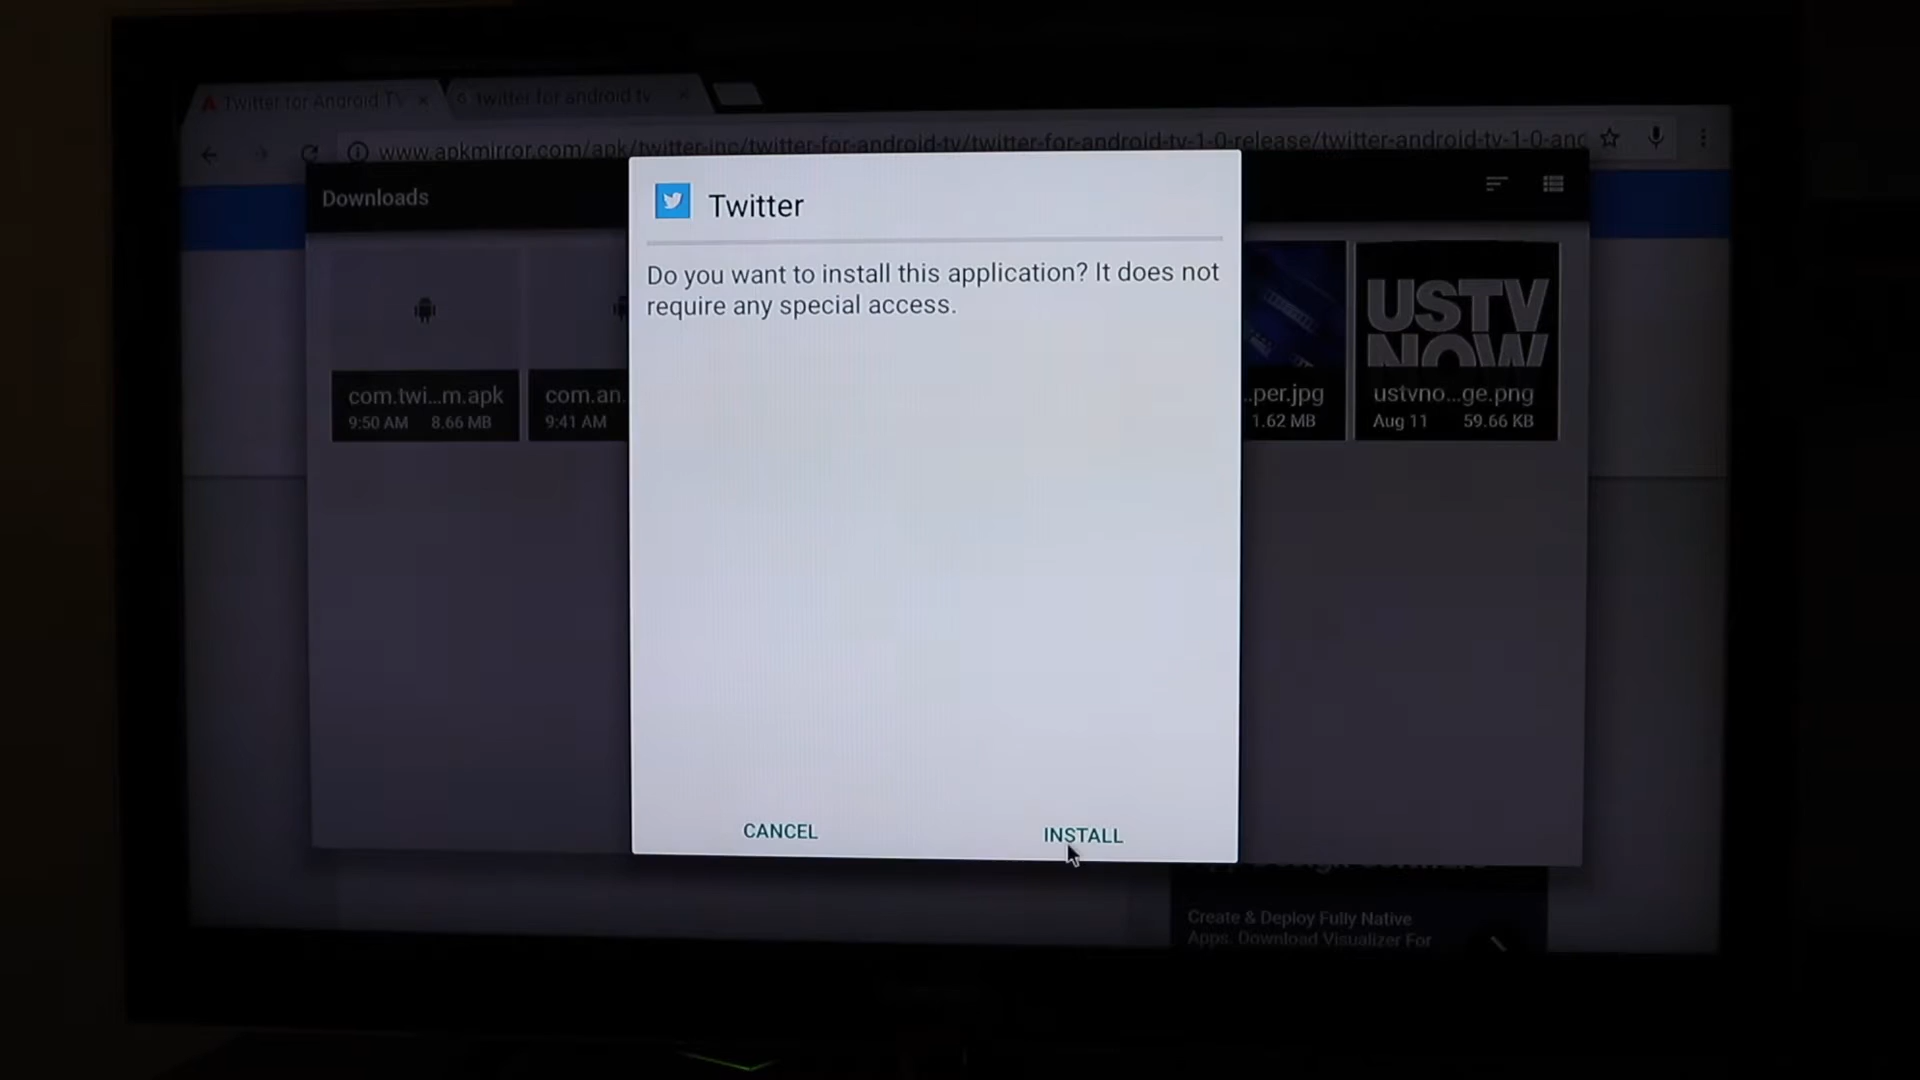 Twitter for Android TV
twitter for android tv
www.apkmirror.com/apk/twitter-inc/twitter-for-android-tv/twitter-for-android-tv-1-0-release/twitter-android-tv-1-0-anc
Downloads
Twitter
Do you want to install this application? It does not
require any special access.
USTV
NOW
com.twi...m.apk
9:50 AM 8.66 MB
com.an.
9:41 AM
..per.jpg
1.62 MB
ustvno...ge.png
Aug 11 59.66 KB
CANCEL
INSTALL
Create & Deploy Fully Native
Apps. Download Visualizer For